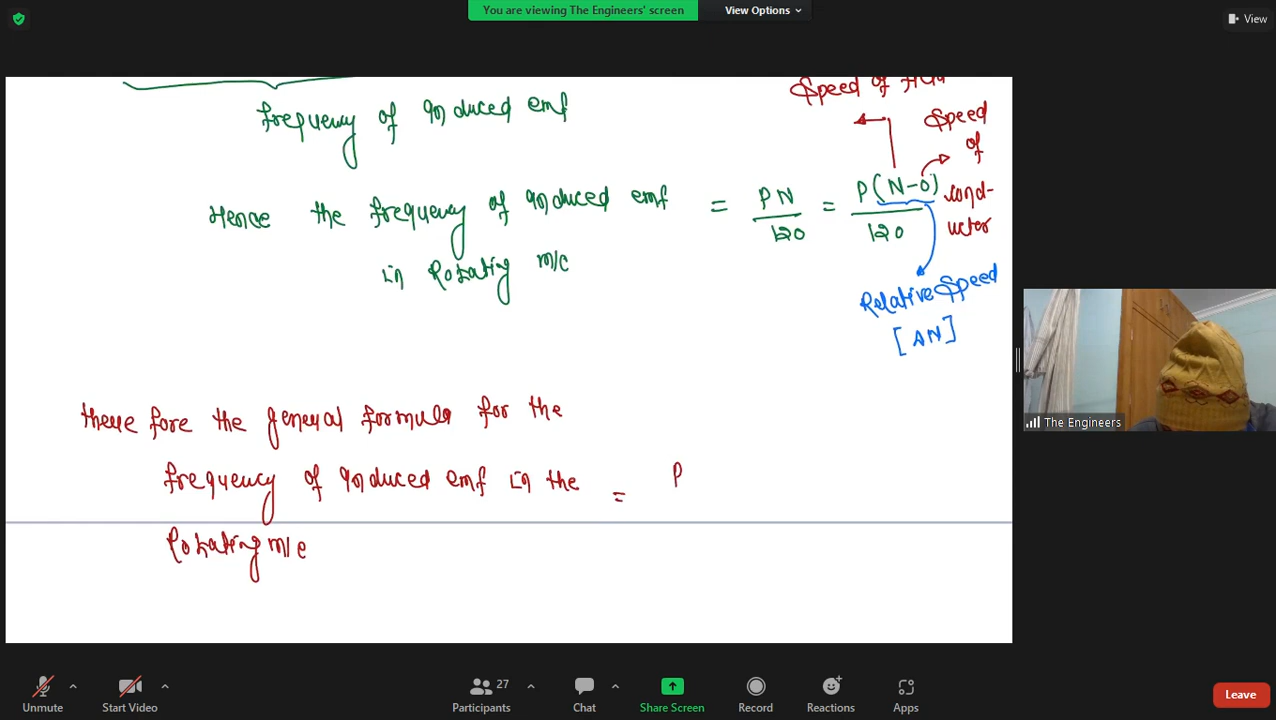 You are viewing The Engineers' screen
View Options
View
Speed of
frequency of induced emf
Speed
of
cond-
uctor
Hence the frequency of induced emf = PN/120 = P(N-0)/120
in Rotating m/c
Relative Speed
[ΔN]
there fore the general formula for the
frequency of induced emf in the = P
Rotating m/c
The Engineers
Unmute
Start Video
27
Participants
Chat
Share Screen
Record
Reactions
Apps
Leave